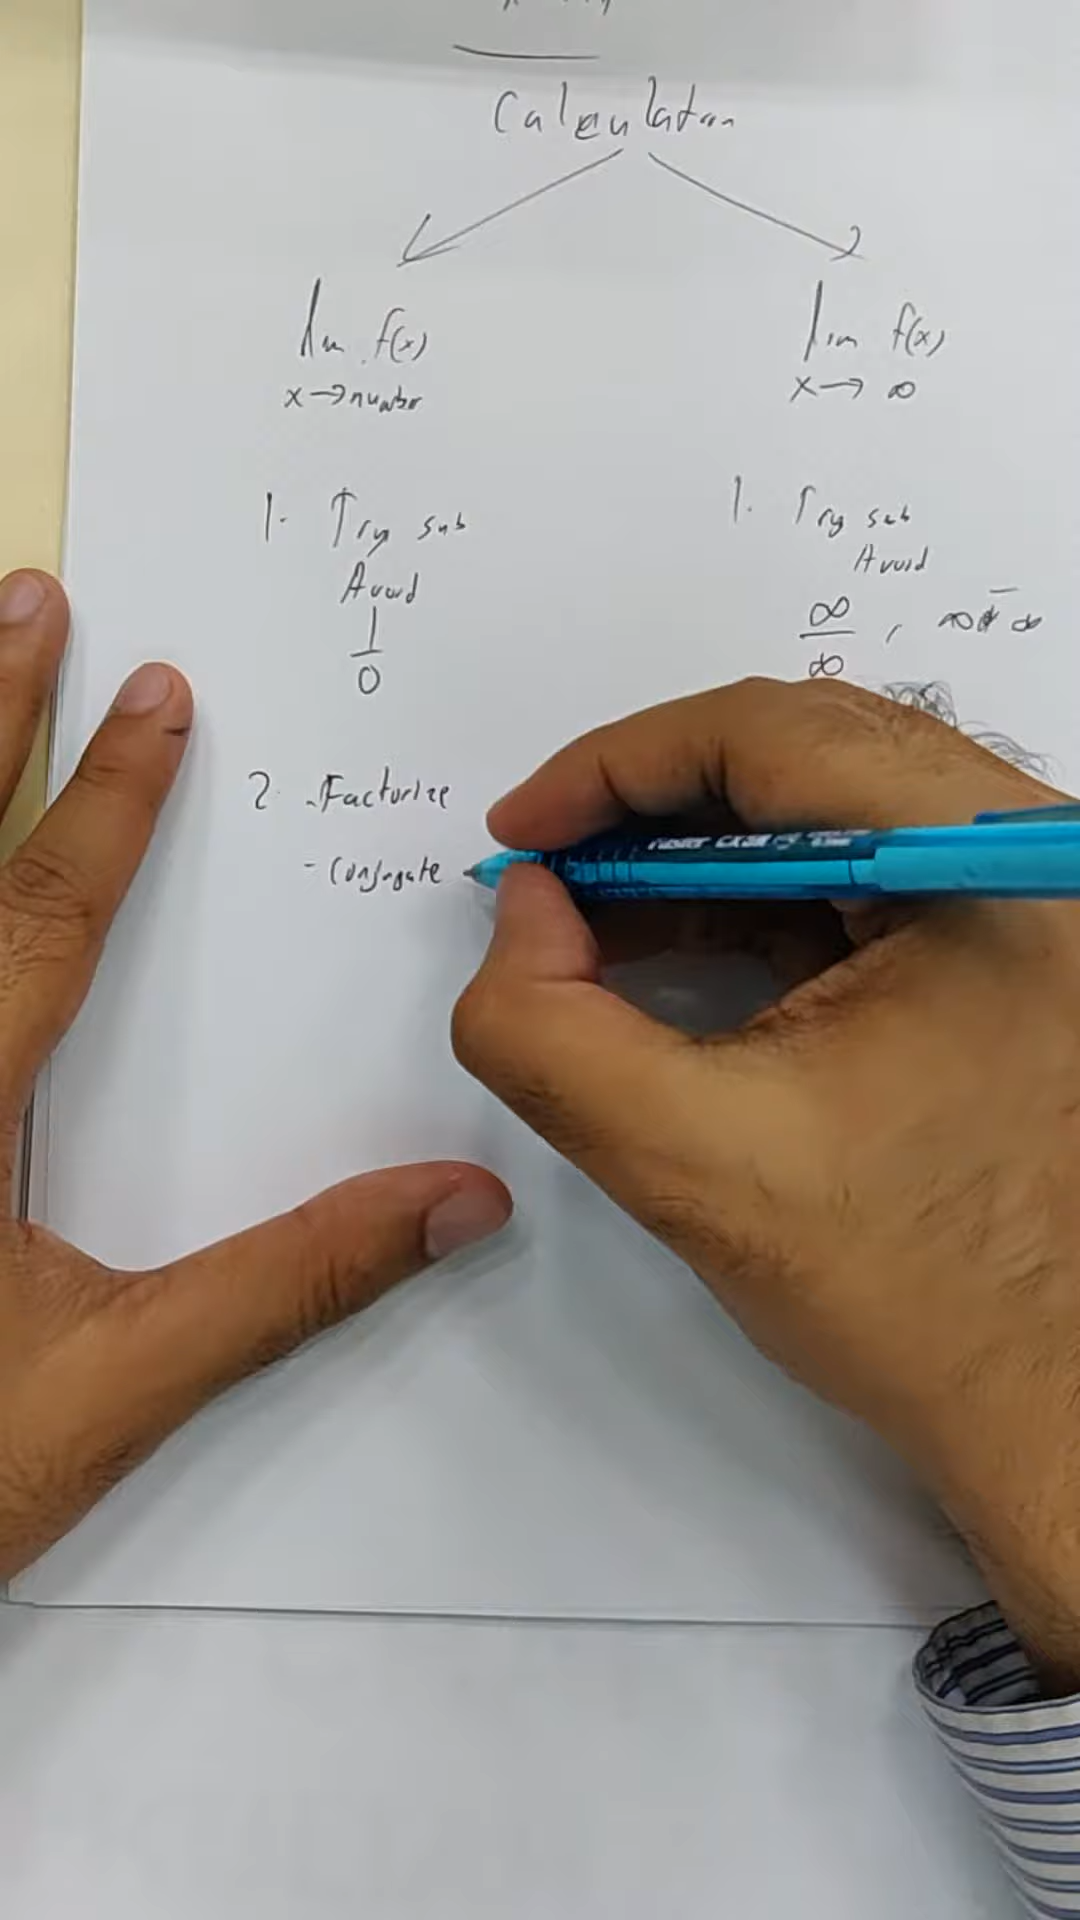 Calculation
lim f(x)
x → number
1. Try sub
Avoid
1
0
2. - Factorize
- Conjugate
lim f(x)
x → ∞
1. Try sub
Avoid
∞
∞ , ∞ - ∞